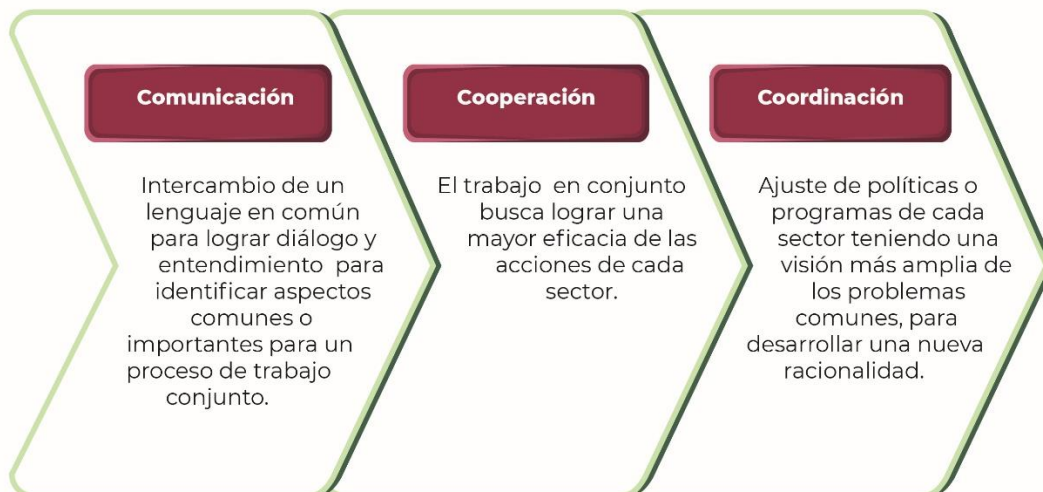 Comunicación
Intercambio de un
lenguaje en común
para lograr diálogo y
entendimiento para
identificar aspectos
comunes o
importantes para un
proceso de trabajo
conjunto.
Cooperación
El trabajo en conjunto
busca lograr una
mayor eficacia de las
acciones de cada
sector.
Coordinación
Ajuste de políticas o
programas de cada
sector teniendo una
visión más amplia de
los problemas
comunes, para
desarrollar una nueva
racionalidad.